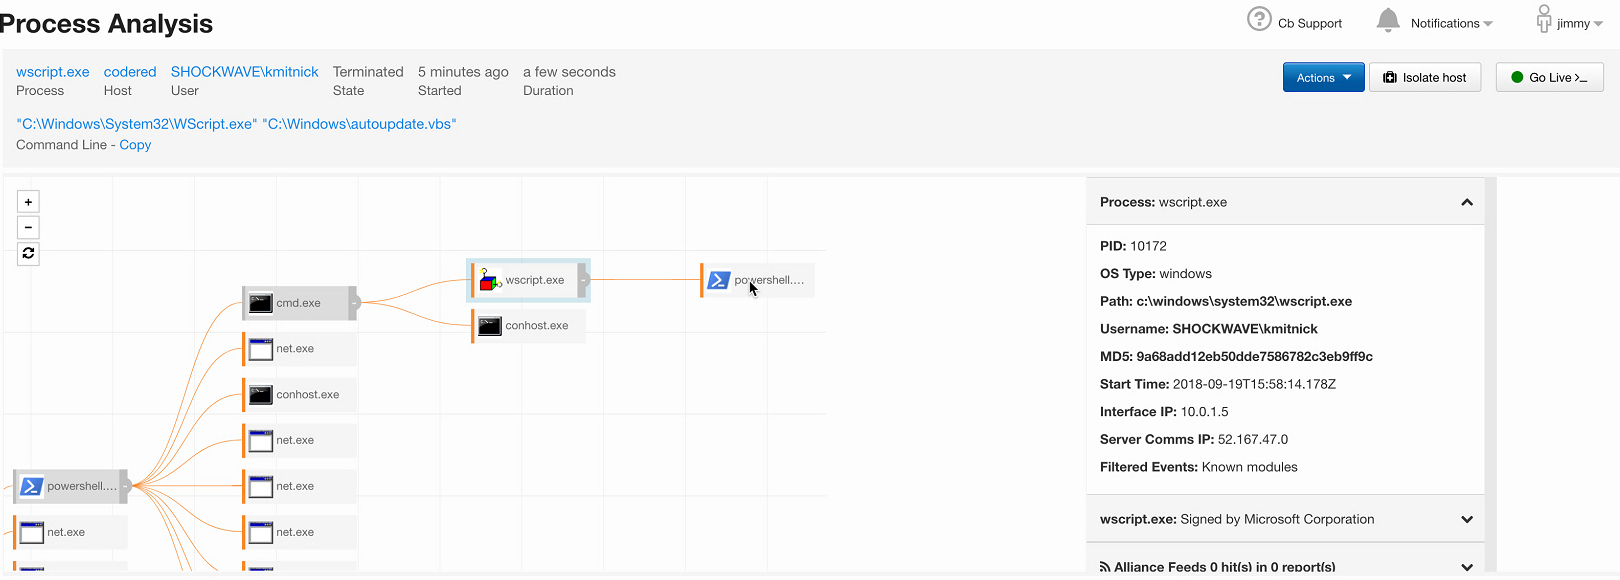 Process Analysis
Cb Support
Notifications
jimmy
wscript.exe codered SHOCKWAVE\kmitnick Terminated 5 minutes ago a few seconds
Process Host User State Started Duration
Actions
Isolate host
Go Live >_
"C:\Windows\System32\WScript.exe" "C:\Windows\autoupdate.vbs"
Command Line - Copy
+
−
cmd.exe
net.exe
conhost.exe
net.exe
powershell....
net.exe
net.exe
net.exe
wscript.exe
conhost.exe
powershell....
Process: wscript.exe
PID: 10172
OS Type: windows
Path: c:\windows\system32\wscript.exe
Username: SHOCKWAVE\kmitnick
MD5: 9a68add12eb50dde7586782c3eb9ff9c
Start Time: 2018-09-19T15:58:14.178Z
Interface IP: 10.0.1.5
Server Comms IP: 52.167.47.0
Filtered Events: Known modules
wscript.exe: Signed by Microsoft Corporation
Alliance Feeds 0 hit(s) in 0 report(s)